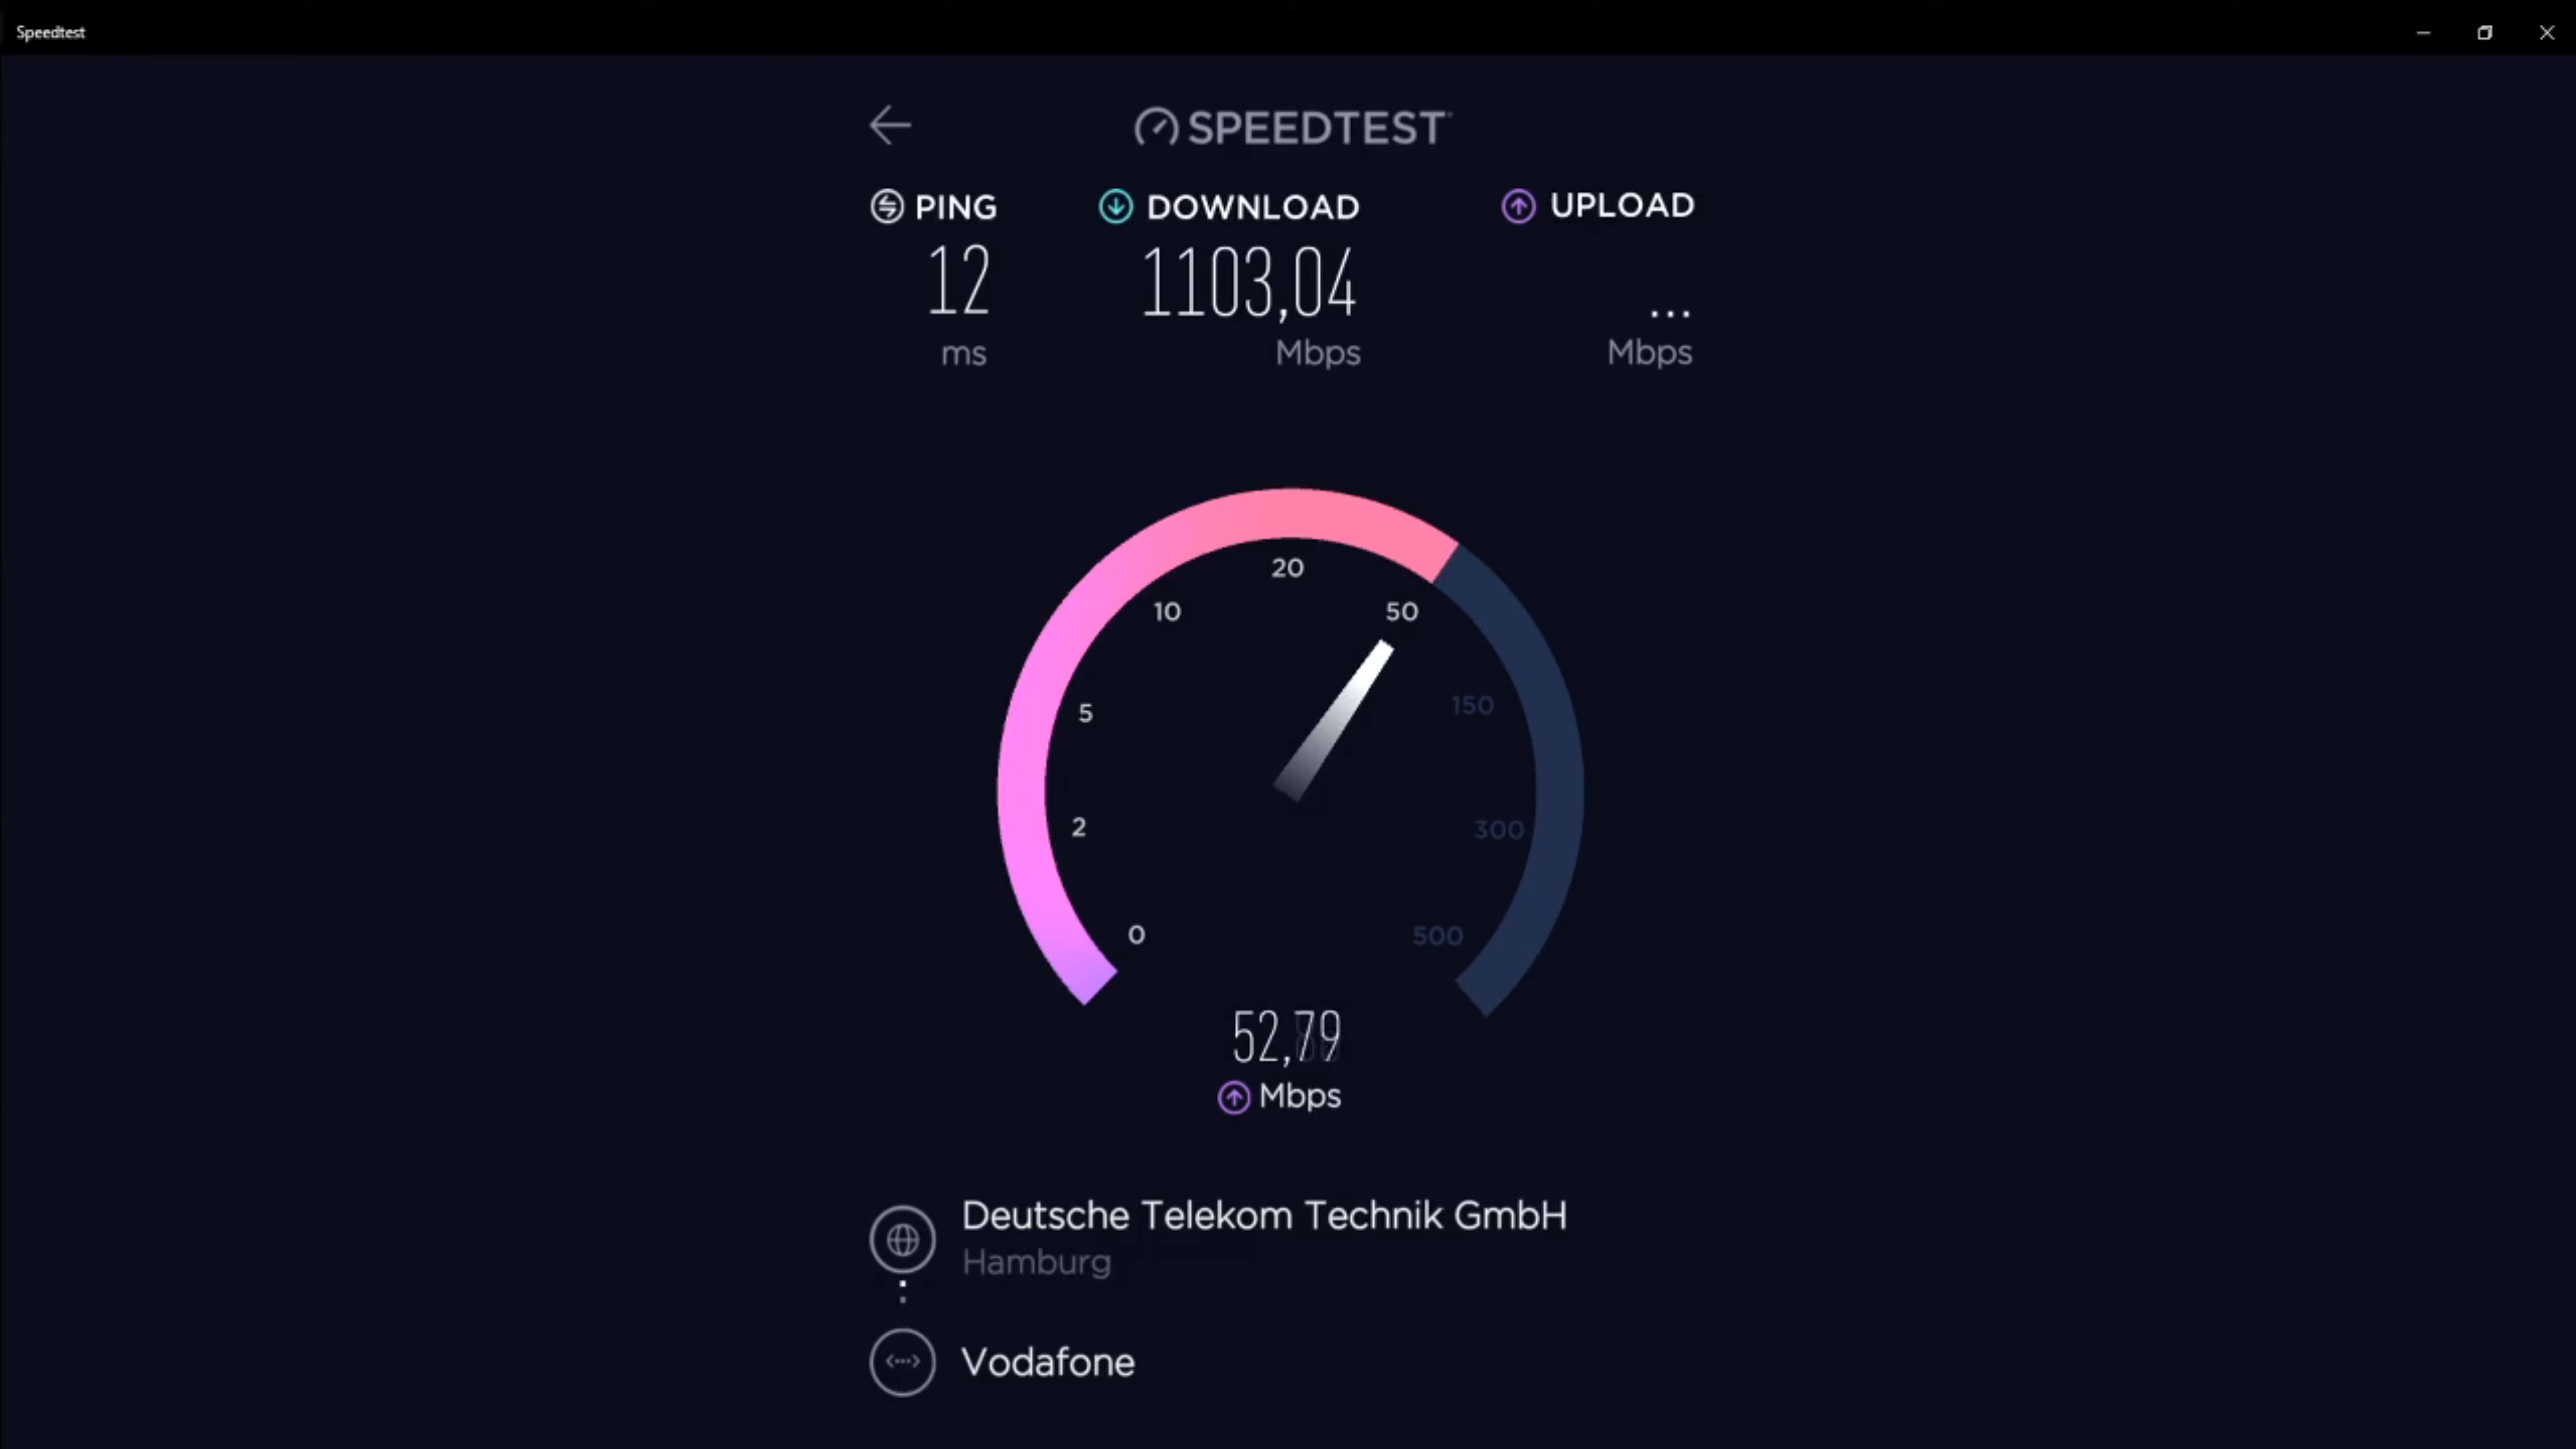 Speedtest
SPEEDTEST
PING
DOWNLOAD
UPLOAD
12
1103,04
...
ms
Mbps
Mbps
20
10
50
5
150
2
300
0
500
52,79
Mbps
Deutsche Telekom Technik GmbH
Hamburg
Vodafone